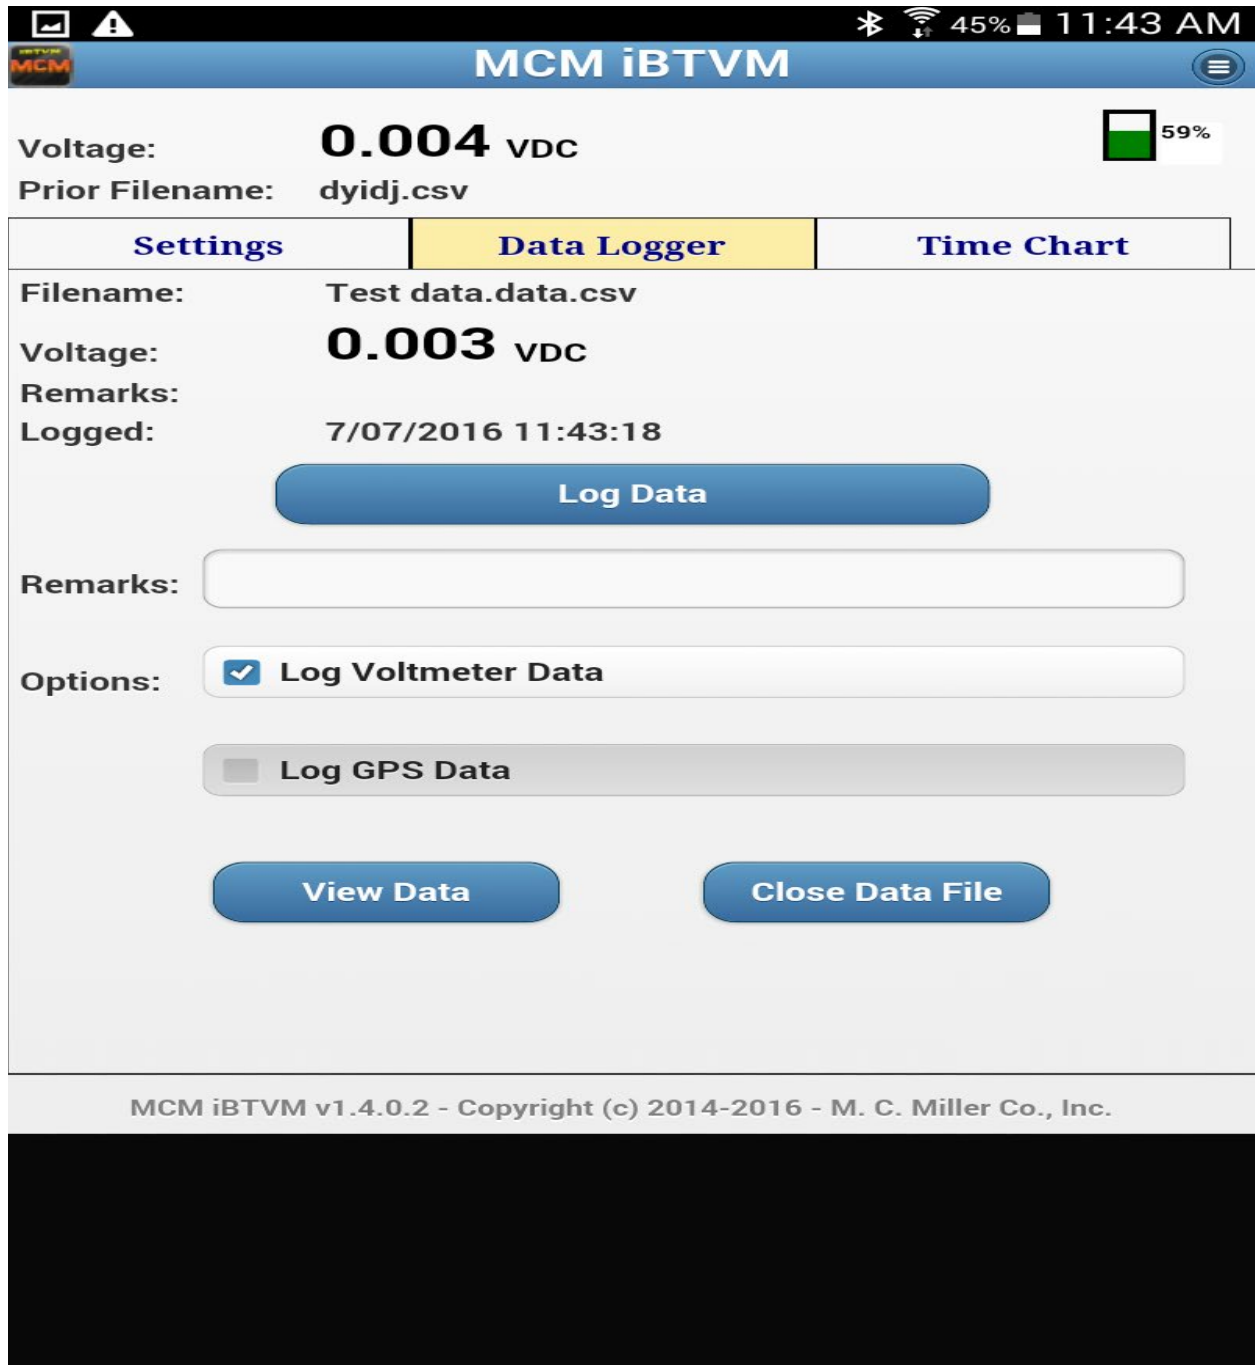 45% 11:43 AM
iBTVM
MCM
MCM iBTVM
Voltage: 0.004 VDC
59%
Prior Filename: dyidj.csv
Settings Data Logger Time Chart
Filename: Test data.data.csv
Voltage: 0.003 VDC
Remarks:
Logged: 7/07/2016 11:43:18
Log Data
Remarks:
Options: Log Voltmeter Data
Log GPS Data
View Data Close Data File
MCM iBTVM v1.4.0.2 - Copyright (c) 2014-2016 - M. C. Miller Co., Inc.